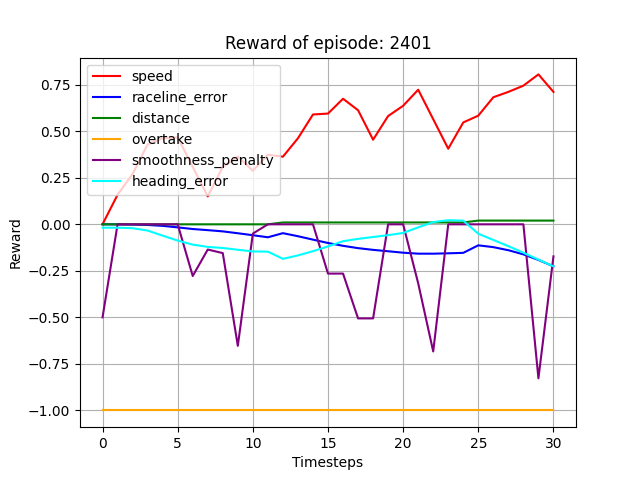 Reward of episode: 2401
speed
raceline_error
distance
overtake
smoothness_penalty
heading_error
0.75
0.50
0.25
0.00
−0.25
−0.50
−0.75
−1.00
Reward
0 5 10 15 20 25 30
Timesteps